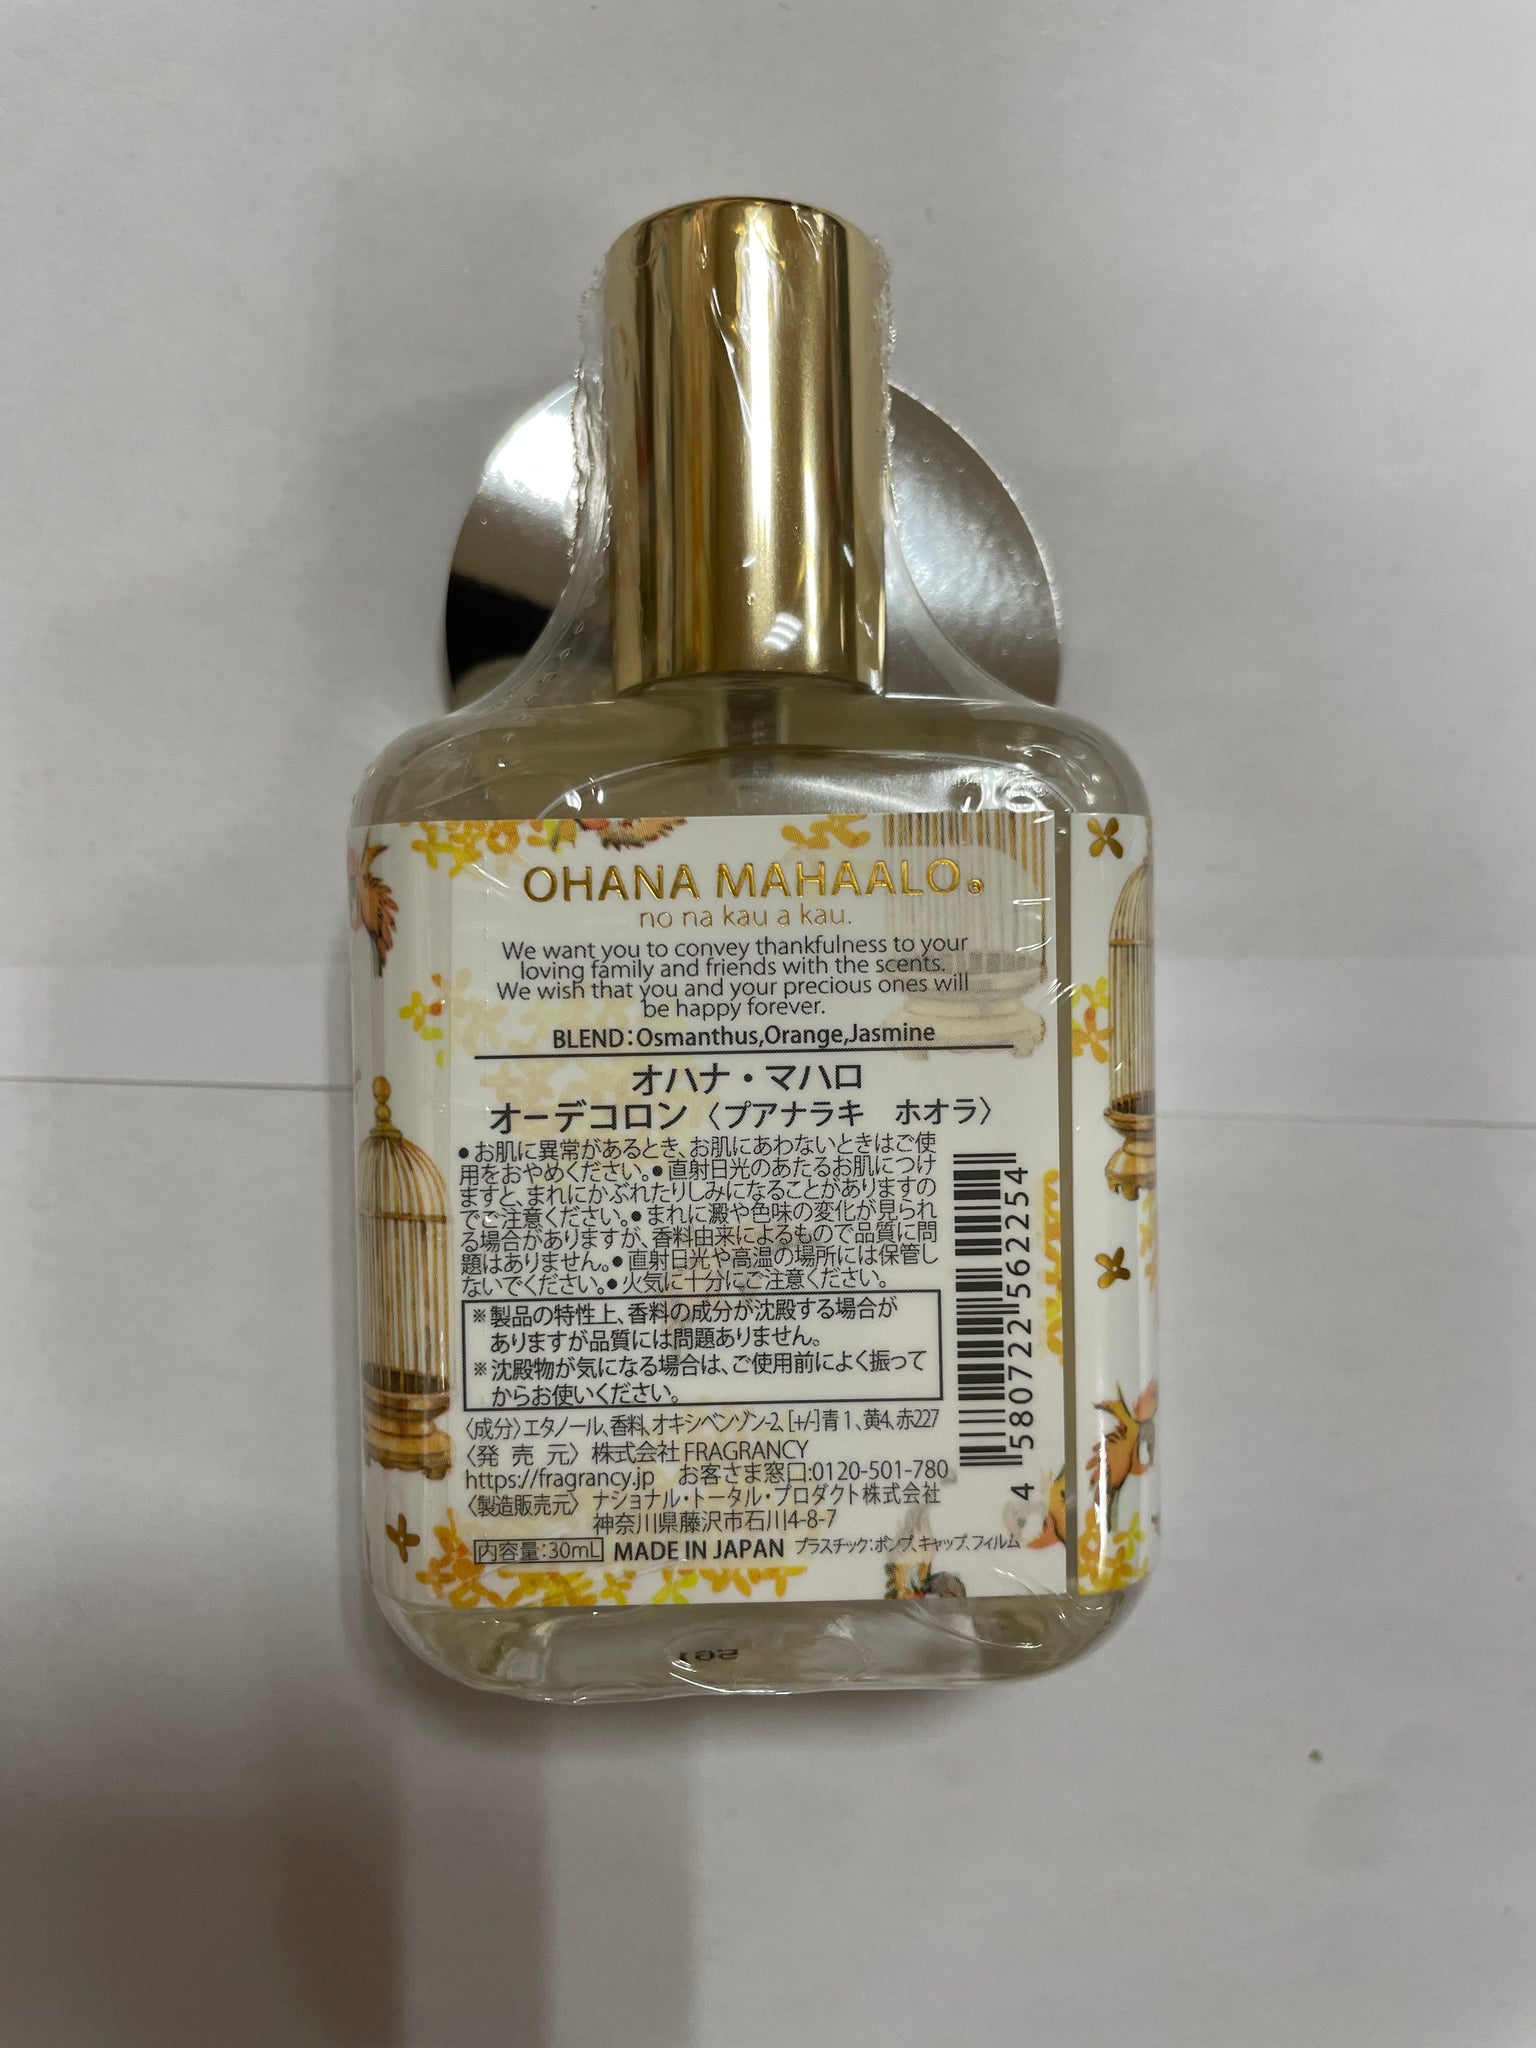 OHANA MAHAALO®
no na kau a kau.
We want you to convey thankfulness to your
loving family and friends with the scents.
We wish that you and your precious ones will
be happy forever.
BLEND：Osmanthus,Orange,Jasmine
オハナ・マハロ
オーデコロン〈プアナラキ　ホオラ〉
●お肌に異常があるとき、お肌にあわないときはご使
用をおやめください。●直射日光のあたるお肌につけ
ますと、まれにかぶれたりしみになることがありますの
でご注意ください。●まれに澱や色味の変化が見られ
る場合がありますが、香料由来によるもので品質に問
題はありません。●直射日光や高温の場所には保管し
ないでください。●火気に十分にご注意ください。
※製品の特性上、香料の成分が沈殿する場合が
ありますが品質には問題ありません。
※沈殿物が気になる場合は、ご使用前によく振って
からお使いください。
〈成分〉エタノール、香料、オキシベンゾン-2、[+/-]青1、黄4、赤227
〈発売元〉株式会社FRAGRANCY
https://fragrancy.jp　お客さま窓口:0120-501-780
〈製造販売元〉ナショナル・トータル・プロダクト株式会社
神奈川県藤沢市石川4-8-7
内容量：30mL MADE IN JAPAN プラスチック：ポンプ、キャップ、フィルム
4 580722 562254